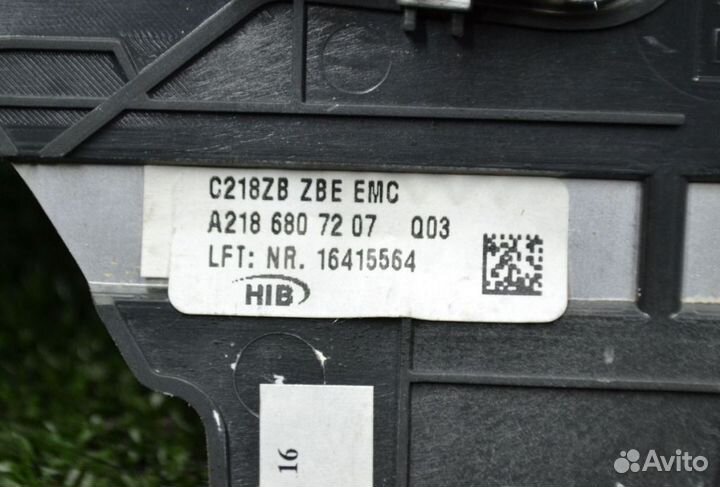 C218ZB ZBE EMC
A218 680 72 07 Q03
LFT: NR. 16415564
HIB
16
Avito